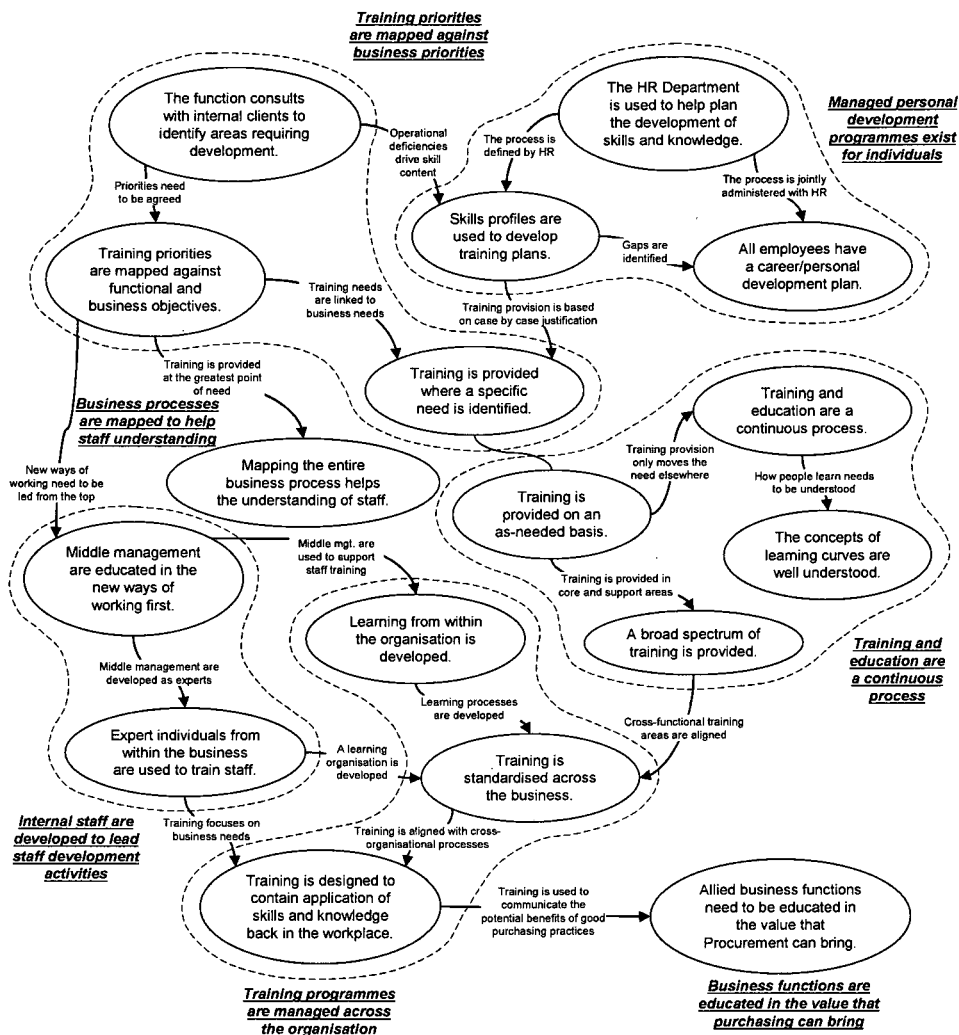 Training priorities
are mapped against
business priorities
The function consults
with internal clients to
identify areas requiring
development.
Operational
deficiencies
drive skill
content
The HR Department
is used to help plan
the development of
skills and knowledge.
Managed personal
development
programmes exist
for individuals
The process is
defined by HR
The process is jointly
administered with HR
Priorities need
to be agreed
Skills profiles are
used to develop
training plans.
Gaps are
identified
All employees have
a career/personal
development plan.
Training priorities
are mapped against
functional and
business objectives.
Training needs
are linked to
business needs
Training provision is based
on case by case justification
Training is provided
at the greatest point
of need
Training is provided
where a specific
need is identified.
Business processes
are mapped to help
staff understanding
Training and
education are a
continuous process.
Mapping the entire
business process helps
the understanding of staff.
Training provision
only moves the
need elsewhere
How people learn needs
to be understood
New ways of
working need to be
led from the top
Training is
provided on an
as-needed basis.
The concepts of
learning curves are
well understood.
Middle management
are educated in the
new ways of
working first.
Middle mgt. are
used to support
staff training
Training is provided in
core and support areas
Learning from within
the organisation is
developed.
A broad spectrum of
training is provided.
Training and
education are
a continuous
process
Middle management are
developed as experts
Learning processes
are developed
Cross-functional training
areas are aligned
Expert individuals from
within the business
are used to train staff.
A learning
organisation is
developed
Training is
standardised across
the business.
Internal staff are
developed to lead
staff development
activities
Training focuses on
business needs
Training is aligned with cross-
organisational processes
Training is designed to
contain application of
skills and knowledge
back in the workplace.
Training is used to
communicate the
potential benefits of good
purchasing practices
Allied business functions
need to be educated in
the value that
Procurement can bring.
Training programmes
are managed across
the organisation
Business functions are
educated in the value that
purchasing can bring